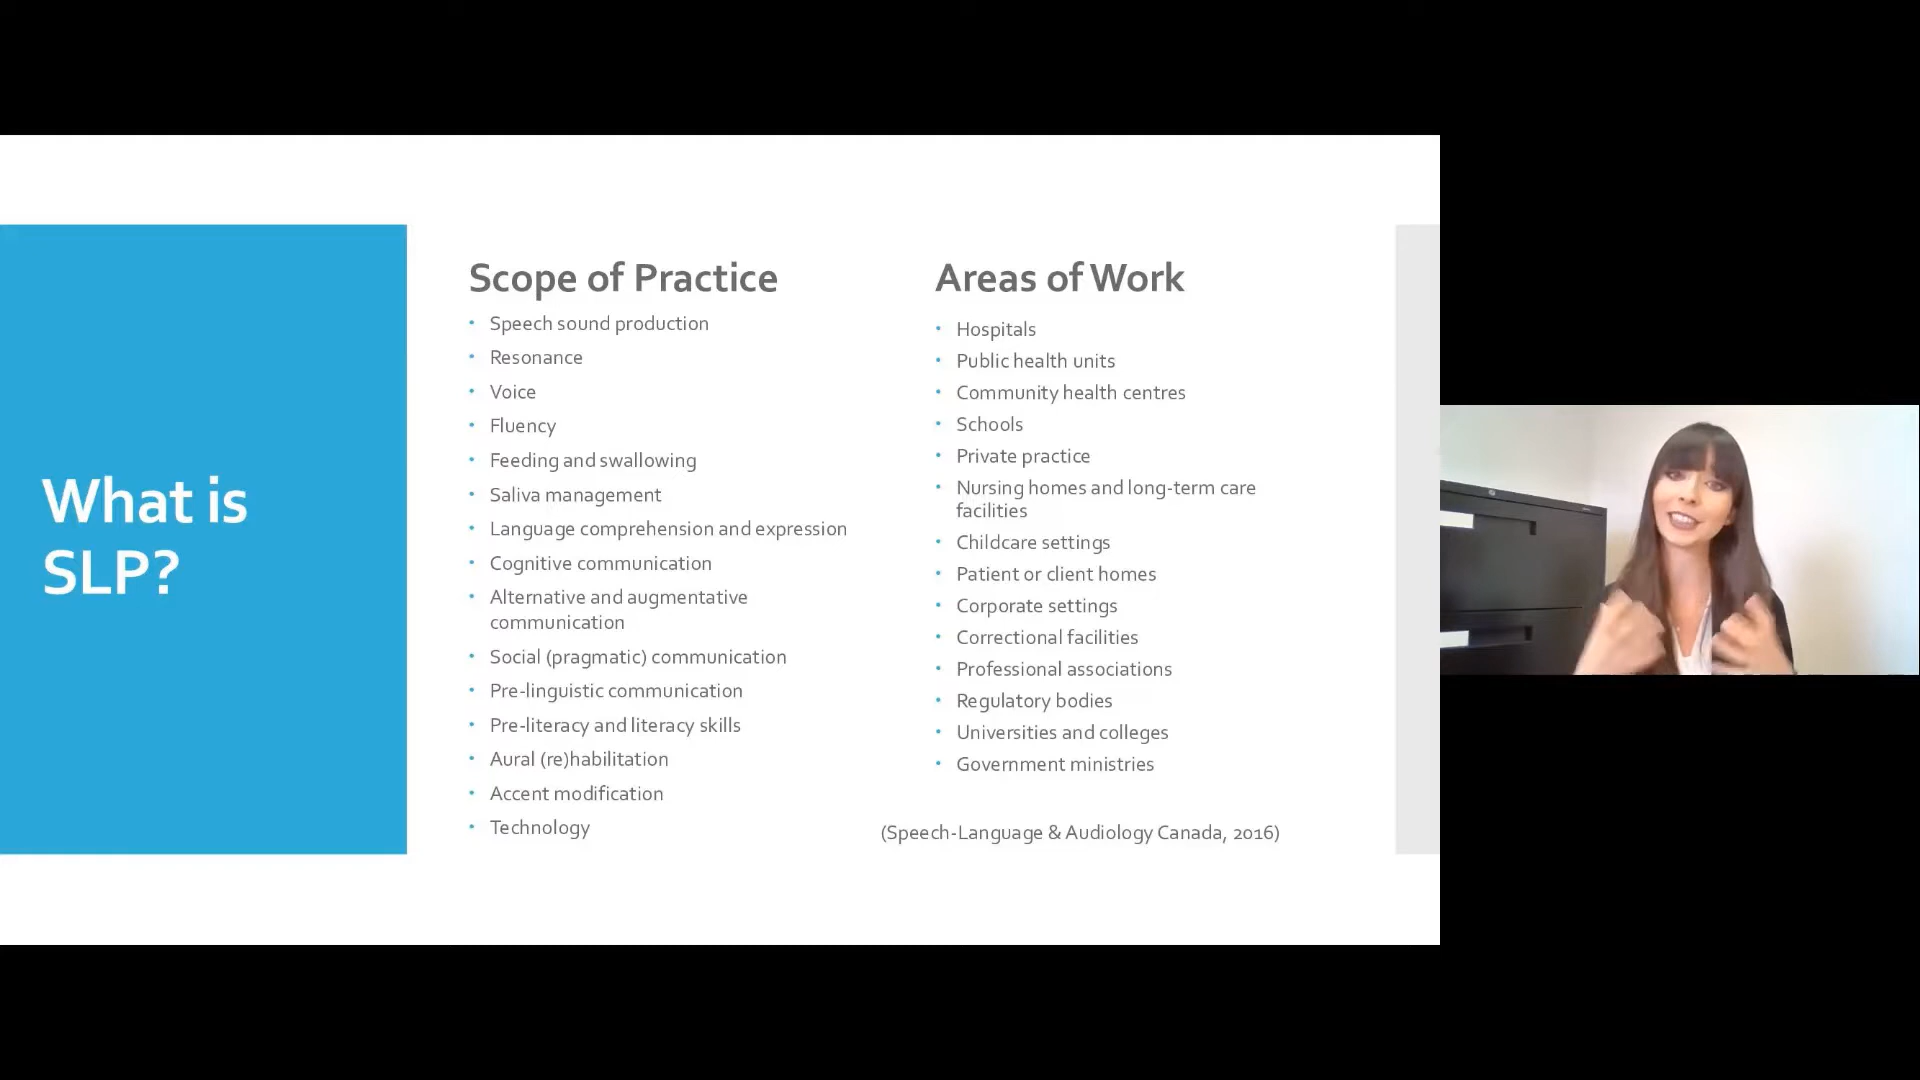 What is
SLP?
Scope of Practice
• Speech sound production
• Resonance
• Voice
• Fluency
• Feeding and swallowing
• Saliva management
• Language comprehension and expression
• Cognitive communication
• Alternative and augmentative
communication
• Social (pragmatic) communication
• Pre-linguistic communication
• Pre-literacy and literacy skills
• Aural (re)habilitation
• Accent modification
• Technology
Areas of Work
• Hospitals
• Public health units
• Community health centres
• Schools
• Private practice
• Nursing homes and long-term care
facilities
• Childcare settings
• Patient or client homes
• Corporate settings
• Correctional facilities
• Professional associations
• Regulatory bodies
• Universities and colleges
• Government ministries
(Speech-Language & Audiology Canada, 2016)